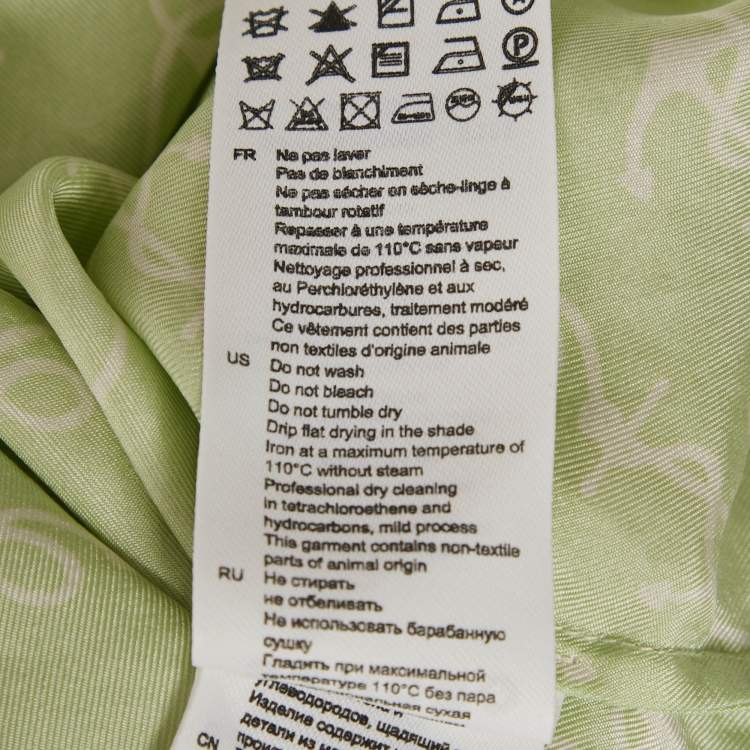 FR Ne pas laver
Pas de blanchiment
Ne pas sécher en sèche-linge à
tambour rotatif
Repasser à une température
maximale de 110°C sans vapeur
Nettoyage professionnel à sec,
au Perchloréthylène et aux
hydrocarbures, traitement modéré
Ce vêtement contient des parties
non textiles d'origine animale
US Do not wash
Do not bleach
Do not tumble dry
Drip flat drying in the shade
Iron at a maximum temperature of
110°C without steam
Professional dry cleaning
in tetrachloroethene and
hydrocarbons, mild process
This garment contains non-textile
parts of animal origin
RU Не стирать
не отбеливать
Не использовать барабанную
сушку
Гладить при максимальной
температуре 110°C без пара
сухая
углеводородов, щадящий
Изделие содержит
детали из
CN